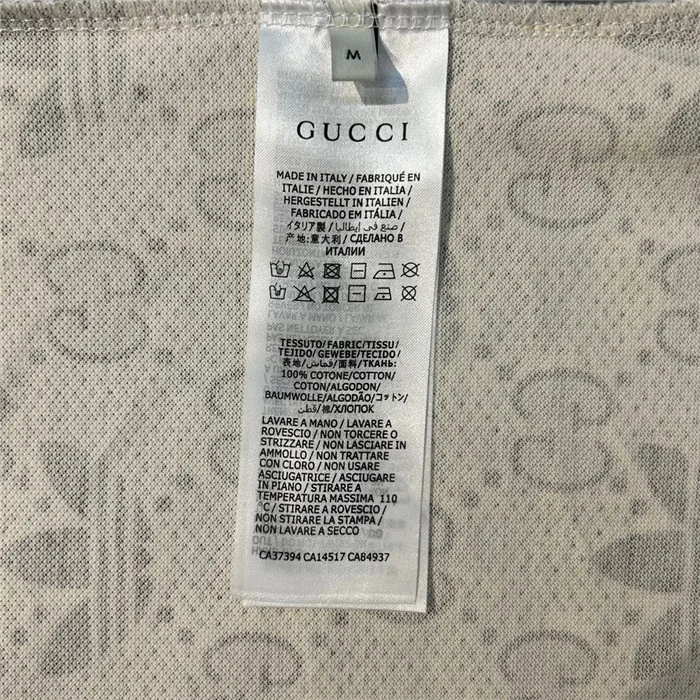 M
GUCCI
MADE IN ITALY / FABRIQUÉ EN
ITALIE / HECHO EN ITALIA /
HERGESTELLT IN ITALIEN /
FABRICADO EM ITÁLIA /
イタリア製 / صنع في إيطاليا /
产地:意大利 / СДЕЛАНО В
ИТАЛИИ
TESSUTO/FABRIC/TISSU/
TEJIDO/GEWEBE/TECIDO/
表地/قماش/面料/ТКАНЬ:
100% COTONE/COTTON/
COTON/ALGODON/
BAUMWOLLE/ALGODÃO/コットン/
قطن/棉/ХЛОПОК
LAVARE A MANO / LAVARE A
ROVESCIO / NON TORCERE O
STRIZZARE / NON LASCIARE IN
AMMOLLO / NON TRATTARE
CON CLORO / NON USARE
ASCIUGATRICE / ASCIUGARE
IN PIANO / STIRARE A
TEMPERATURA MASSIMA 110
°C / STIRARE A ROVESCIO /
NON STIRARE LA STAMPA /
NON LAVARE A SECCO
CA37394 CA14517 CA84937